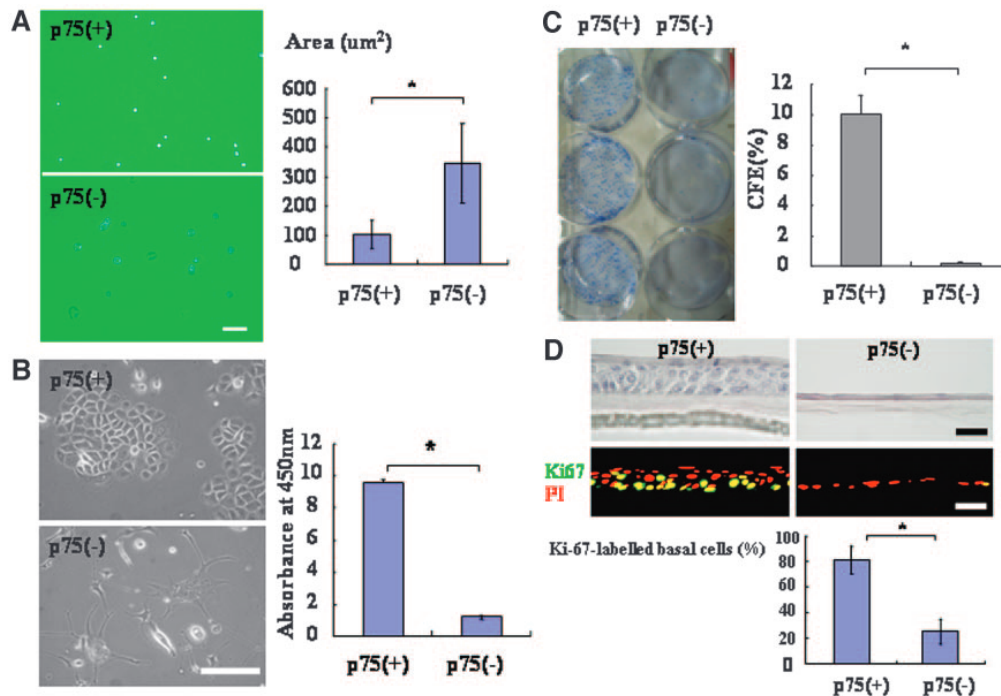 A
p75(+)
p75(-)
Area (um²)
600
500
400
300
200
100
0
*
p75(+) p75(-)
B
p75(+)
p75(-)
Absorbance at 450nm
12
10
8
6
4
2
0
*
p75(+) p75(-)
C
p75(+) p75(-)
CFE(%)
12
10
8
6
4
2
0
*
p75(+) p75(-)
D
p75(+)
p75(-)
Ki67
PI
Ki-67-labelled basal cells (%)
100
80
60
40
20
0
*
p75(+) p75(-)